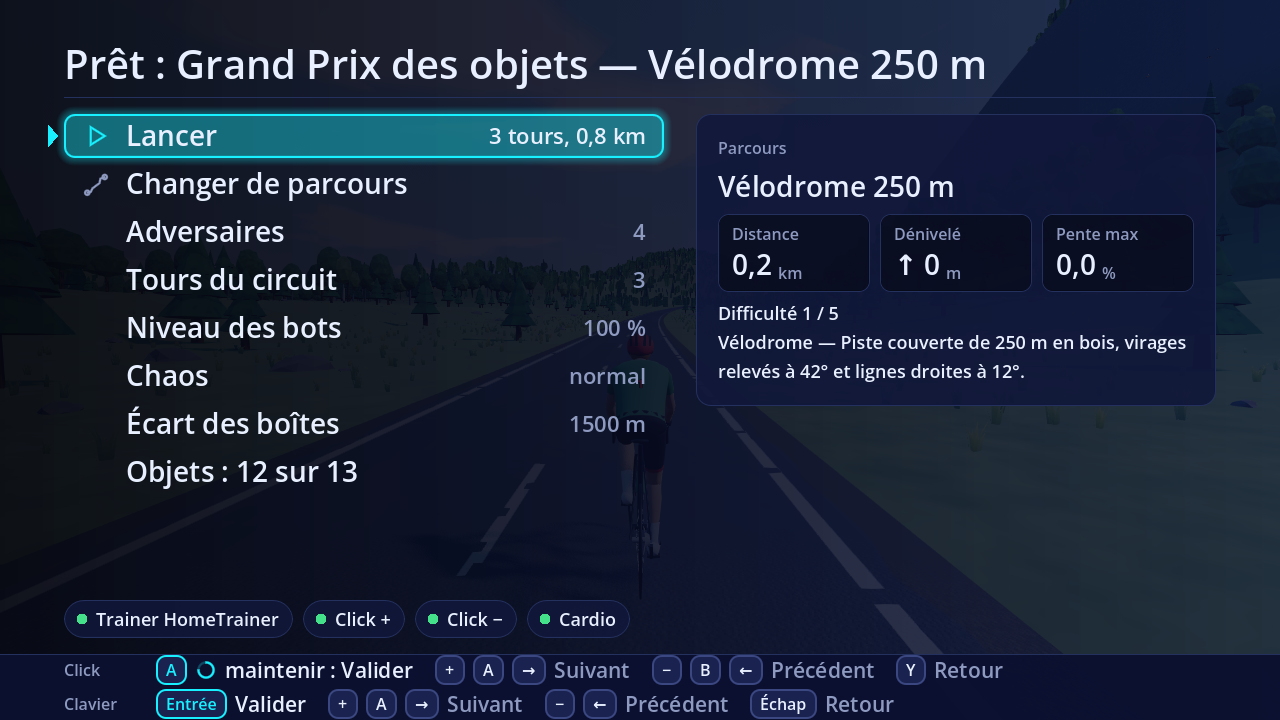 Prêt : Grand Prix des objets — Vélodrome 250 m
Lancer 3 tours, 0,8 km
Changer de parcours
Adversaires 4
Tours du circuit 3
Niveau des bots 100 %
Chaos normal
Écart des boîtes 1500 m
Objets : 12 sur 13
Parcours
Vélodrome 250 m
Distance Dénivelé Pente max
0,2 km ↑ 0 m 0,0 %
Difficulté 1 / 5
Vélodrome — Piste couverte de 250 m en bois, virages
relevés à 42° et lignes droites à 12°.
Trainer HomeTrainer Click + Click − Cardio
Click A maintenir : Valider + A → Suivant − B ← Précédent Y Retour
Clavier Entrée Valider + A → Suivant − ← Précédent Échap Retour